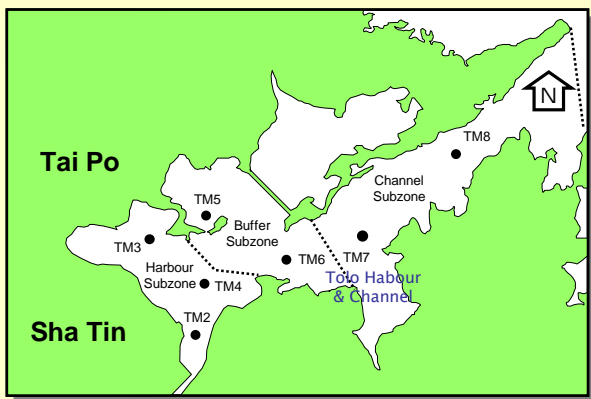 N
TM8
Tai Po
Channel
Subzone
TM5
Buffer
Subzone
TM3
TM6
TM7
Harbour
Subzone
TM4
Tolo Habour
& Channel
TM2
Sha Tin